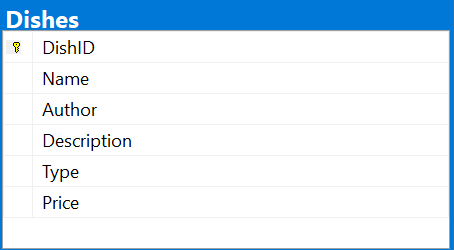 Dishes
DishID
Name
Author
Description
Type
Price